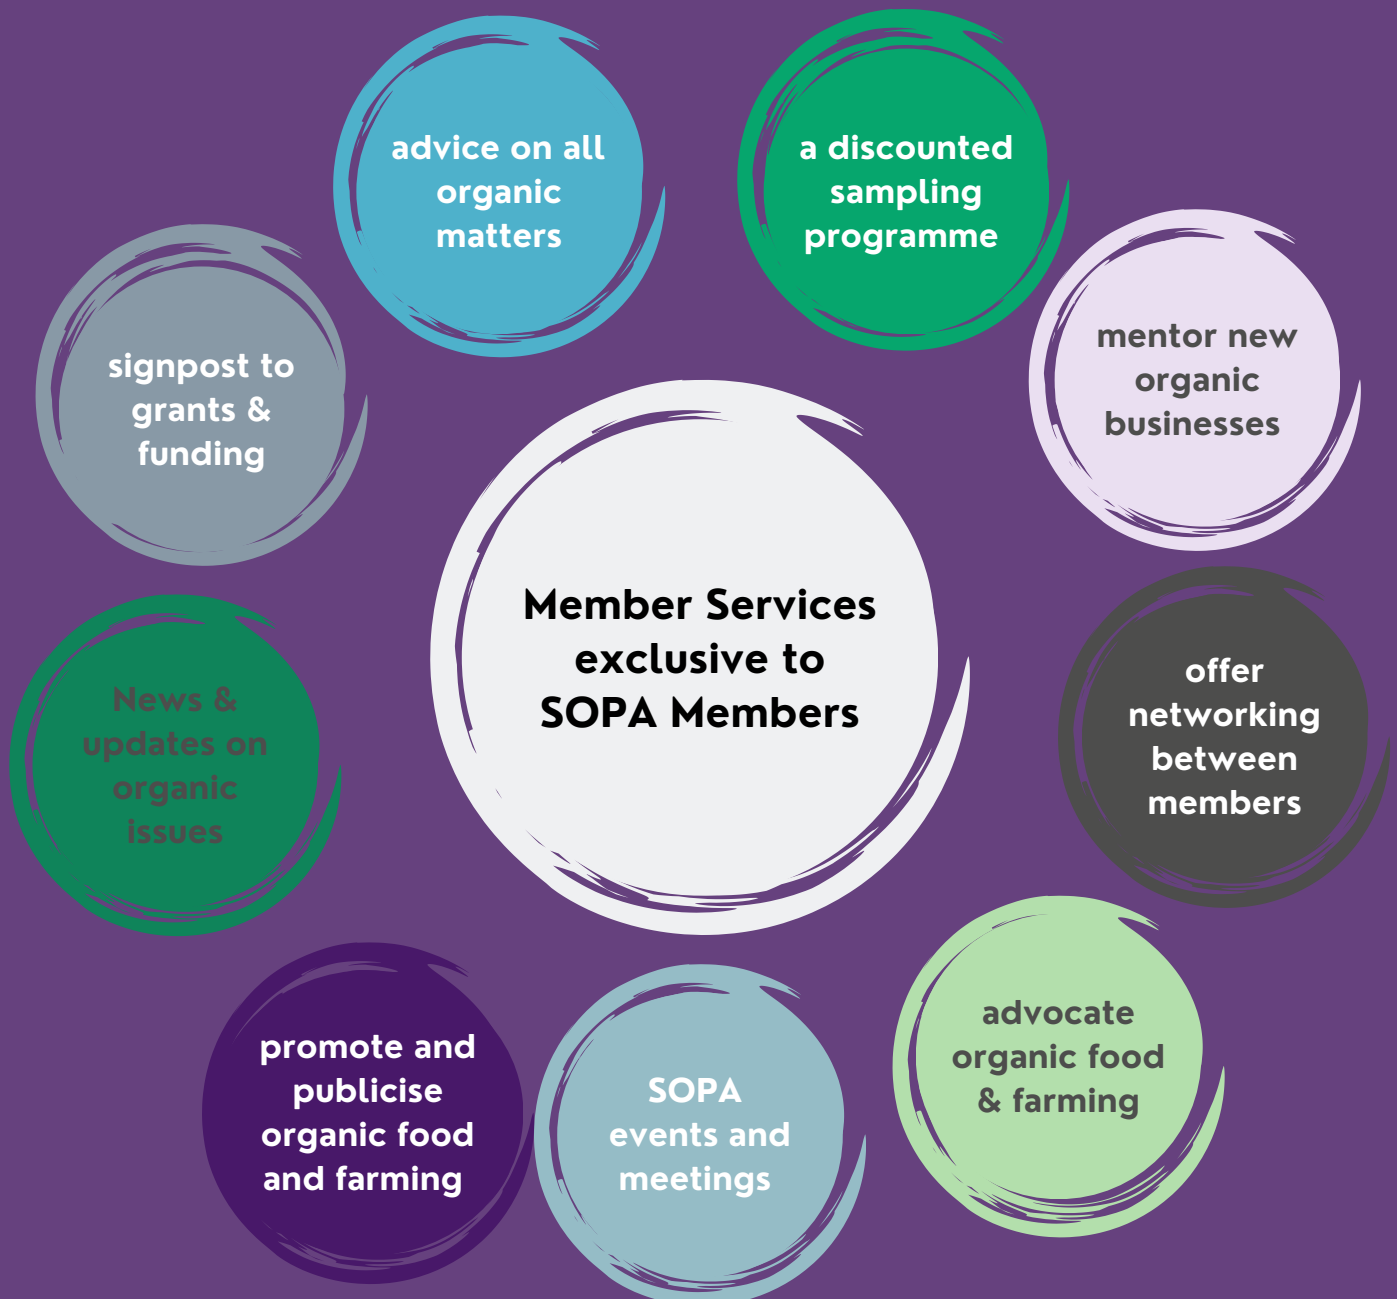 advice on all
organic
matters
a discounted
sampling
programme
signpost to
grants &
funding
mentor new
organic
businesses
Member Services
exclusive to
SOPA Members
News &
updates on
organic
issues
offer
networking
between
members
promote and
publicise
organic food
and farming
SOPA
events and
meetings
advocate
organic food
& farming